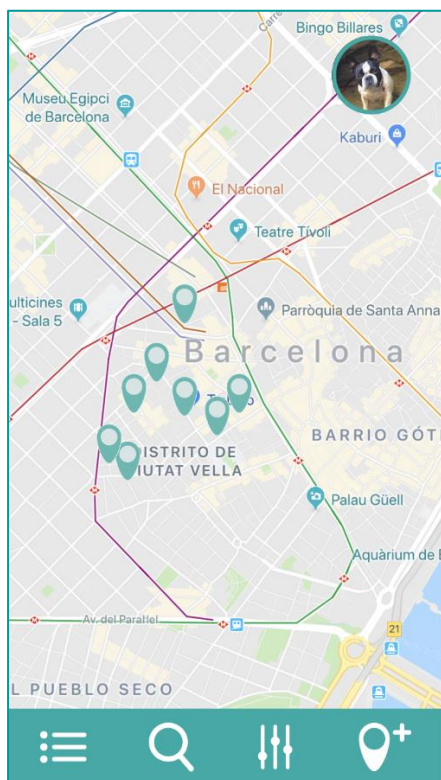 Carre
Bingo Billares
Museu Egipci
de Barcelona
Kaburi
El Nacional
Teatre Tívoli
ulticines
- Sala 5
Parròquia de Santa Anna
Barcelona
BARRIO GÓTI
ISTRITO DE
IUTAT VELLA
Palau Güell
Aquàrium de B
Av. del Paral·lel
21
L PUEBLO SECO